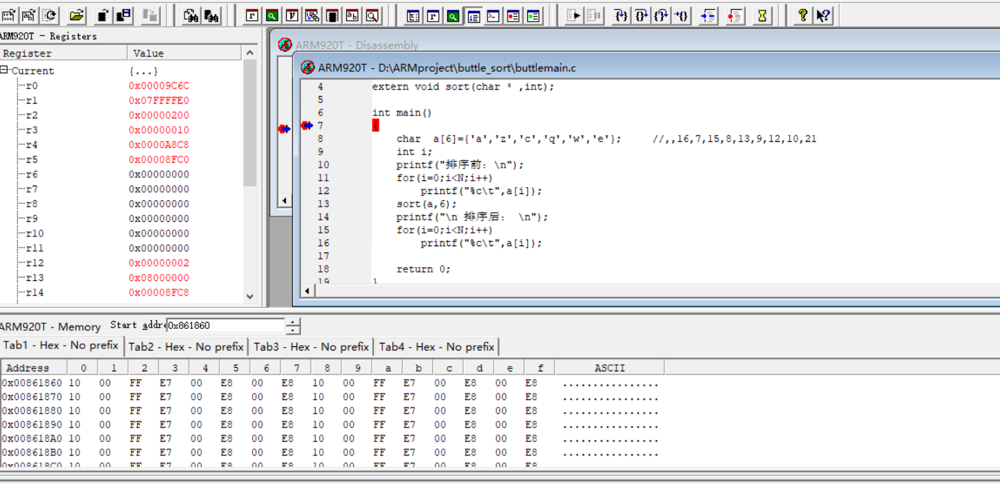 ARM920T - Registers
Register Value
Current {...}
r0 0x00009C6C
r1 0x07FFFFE0
r2 0x00000200
r3 0x00000010
r4 0x0000A8C8
r5 0x00008FC0
r6 0x00000000
r7 0x00000000
r8 0x00000000
r9 0x00000000
r10 0x00000000
r11 0x00000000
r12 0x00000002
r13 0x08000000
r14 0x00008FC8
ARM920T - Disassembly
ARM920T - D:\ARMproject\buttle_sort\buttlemain.c
4 extern void sort(char * ,int);
5
6 int main()
7 {
8 char a[6]={'a','z','c','q','w','e'}; //,,16,7,15,8,13,9,12,10,21
9 int i;
10 printf("排序前: \n");
11 for(i=0;i<N;i++)
12 printf("%c\t",a[i]);
13 sort(a,6);
14 printf("\n 排序后: \n");
15 for(i=0;i<N;i++)
16 printf("%c\t",a[i]);
17
18 return 0;
19 }
ARM920T - Memory Start addre 0x861860
Tab1 - Hex - No prefix Tab2 - Hex - No prefix Tab3 - Hex - No prefix Tab4 - Hex - No prefix
Address 0 1 2 3 4 5 6 7 8 9 a b c d e f ASCII
0x00861860 10 00 FF E7 00 E8 00 E8 10 00 FF E7 00 E8 00 E8 ................
0x00861870 10 00 FF E7 00 E8 00 E8 10 00 FF E7 00 E8 00 E8 ................
0x00861880 10 00 FF E7 00 E8 00 E8 10 00 FF E7 00 E8 00 E8 ................
0x00861890 10 00 FF E7 00 E8 00 E8 10 00 FF E7 00 E8 00 E8 ................
0x008618A0 10 00 FF E7 00 E8 00 E8 10 00 FF E7 00 E8 00 E8 ................
0x008618B0 10 00 FF E7 00 E8 00 E8 10 00 FF E7 00 E8 00 E8 ................
0x008618C0 10 00 FF E7 00 E8 00 E8 10 00 FF E7 00 E8 00 E8